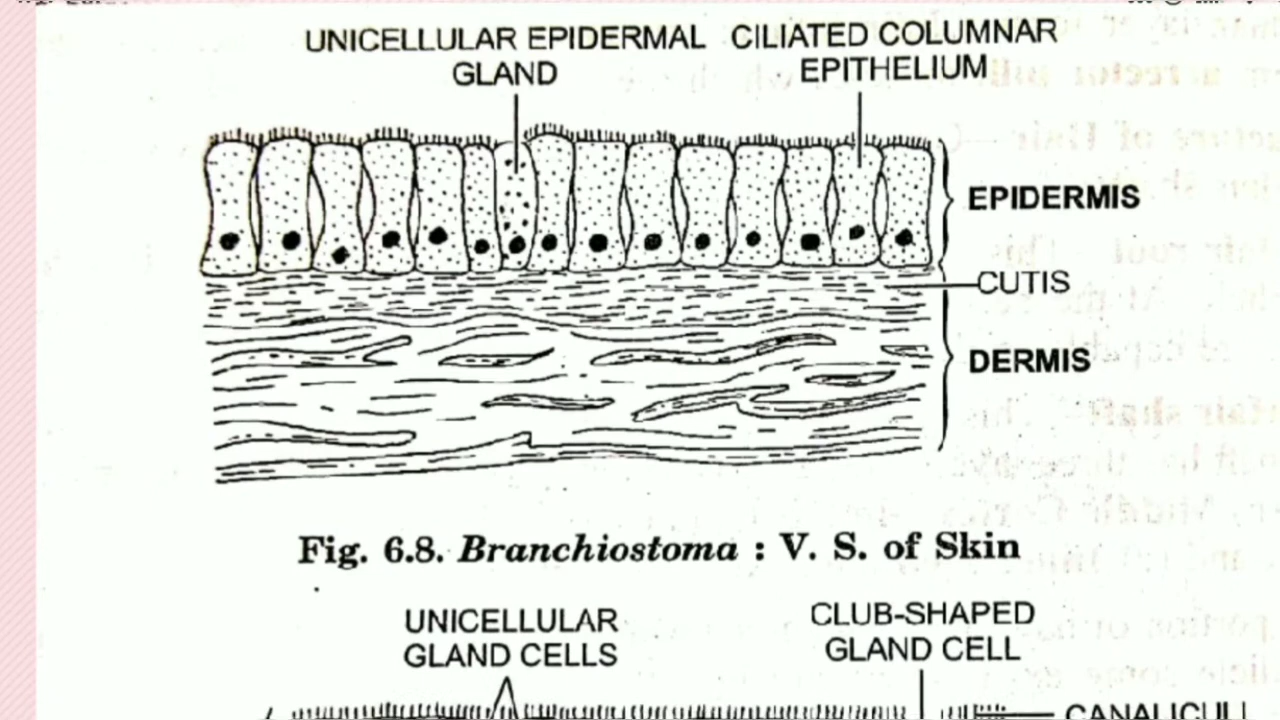 UNICELLULAR EPIDERMAL GLAND
CILIATED COLUMNAR EPITHELIUM
EPIDERMIS
CUTIS
DERMIS
Fig. 6.8. Branchiostoma : V. S. of Skin
UNICELLULAR GLAND CELLS
CLUB-SHAPED GLAND CELL